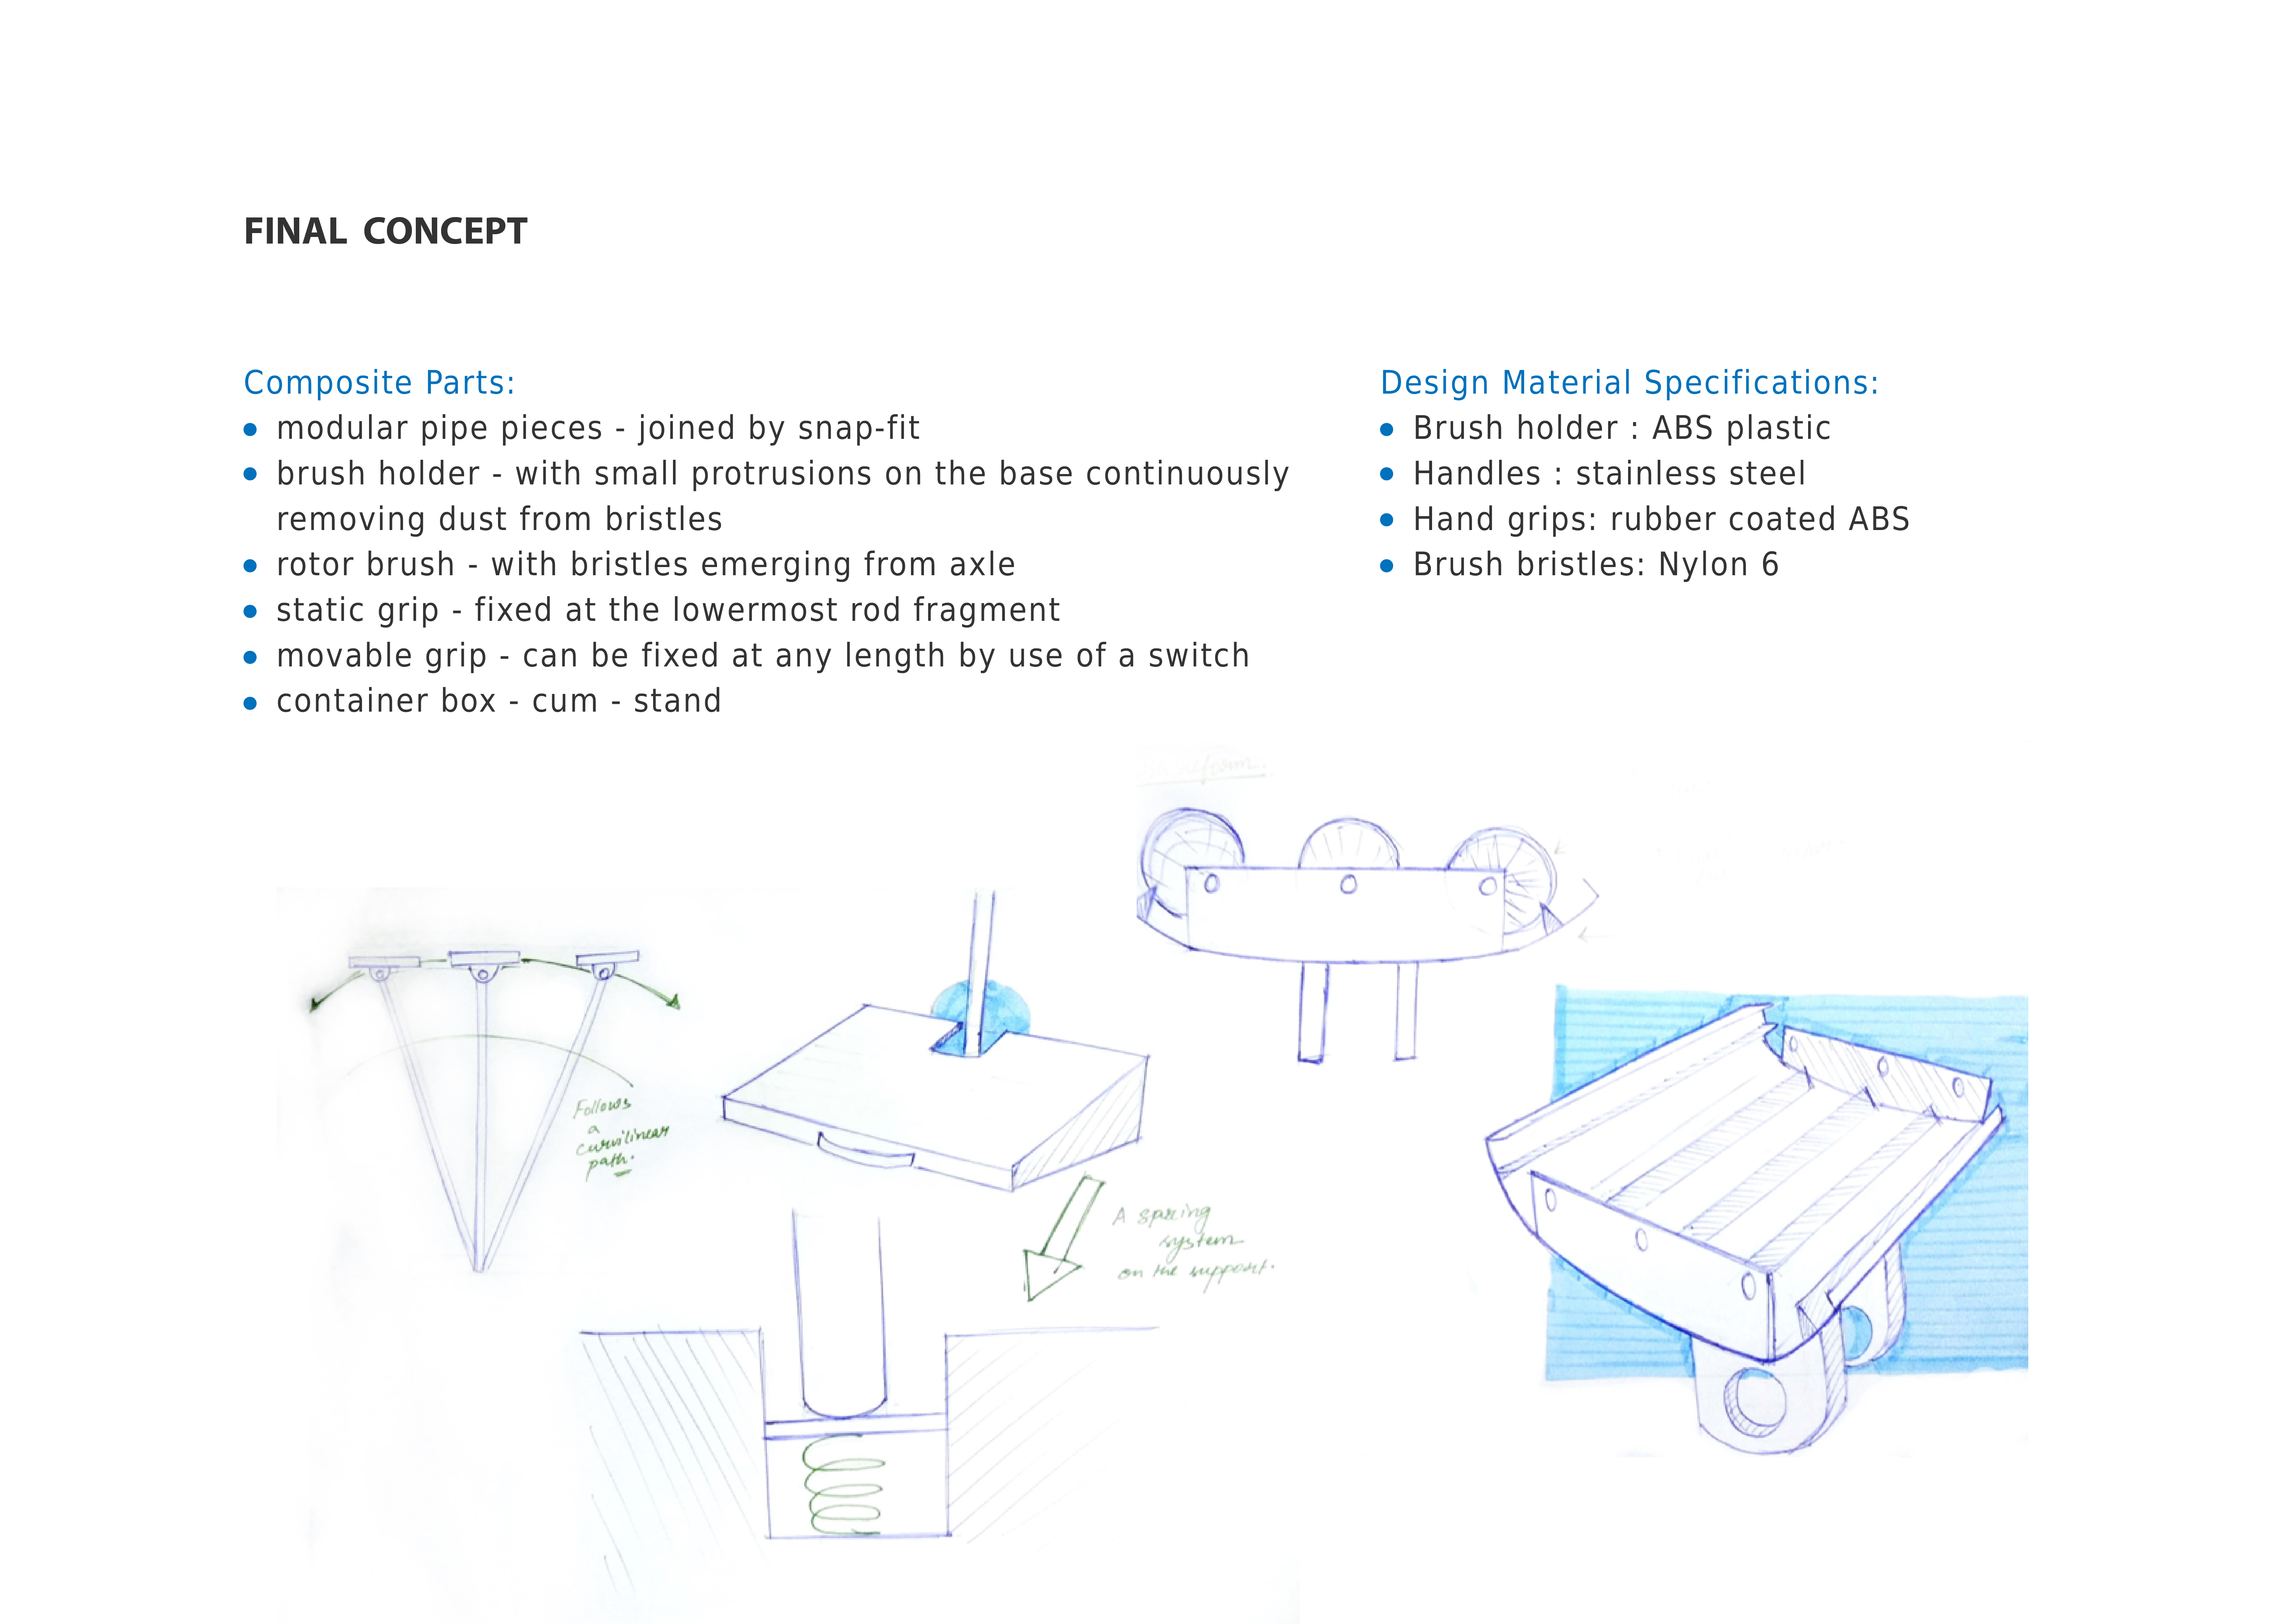 FINAL CONCEPT
Composite Parts:
modular pipe pieces - joined by snap-fit
brush holder - with small protrusions on the base continuously
removing dust from bristles
rotor brush - with bristles emerging from axle
static grip - fixed at the lowermost rod fragment
movable grip - can be fixed at any length by use of a switch
container box - cum - stand
Design Material Specifications:
Brush holder : ABS plastic
Handles : stainless steel
Hand grips: rubber coated ABS
Brush bristles: Nylon 6
Follows
a
curvilinear
path.
A spring
system
on the support.